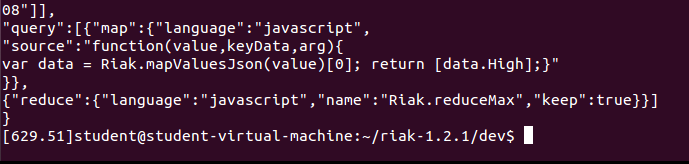 08"]],
"query":[{"map":{"language":"javascript",
"source":"function(value,keyData,arg){
var data = Riak.mapValuesJson(value)[0]; return [data.High];}"
}},
{"reduce":{"language":"javascript","name":"Riak.reduceMax","keep":true}}]
}
[629.51]student@student-virtual-machine:~/riak-1.2.1/dev$